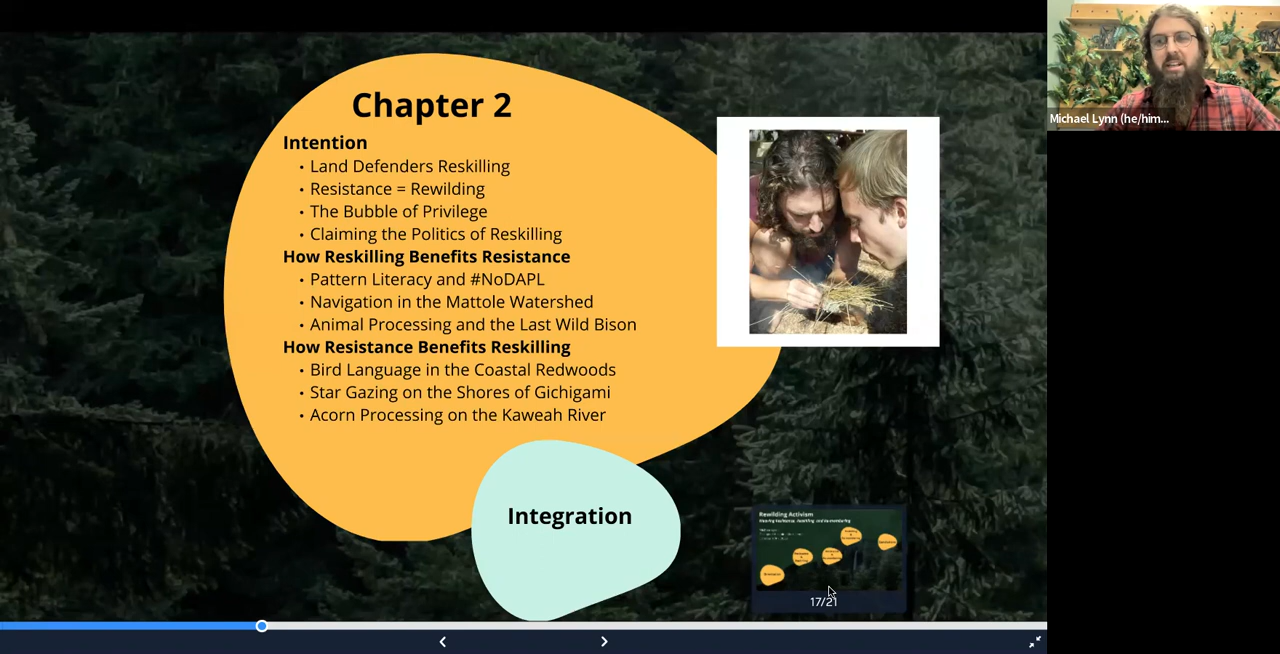 Chapter 2
Intention
• Land Defenders Reskilling
• Resistance = Rewilding
• The Bubble of Privilege
• Claiming the Politics of Reskilling
How Reskilling Benefits Resistance
• Pattern Literacy and #NoDAPL
• Navigation in the Mattole Watershed
• Animal Processing and the Last Wild Bison
How Resistance Benefits Reskilling
• Bird Language in the Coastal Redwoods
• Star Gazing on the Shores of Gichigami
• Acorn Processing on the Kaweah River
Integration
Rewilding Activism
17/21
Michael Lynn (he/him...